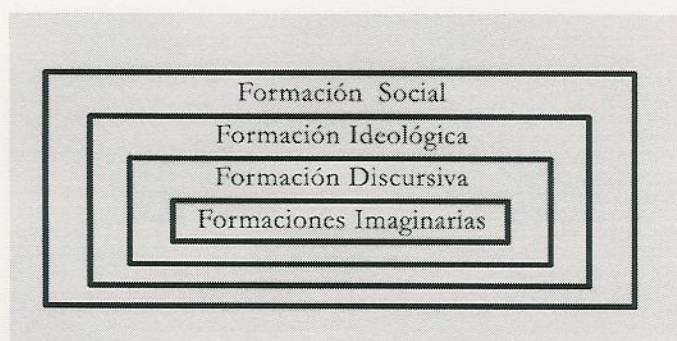 Formación Social
Formación Ideológica
Formación Discursiva
Formaciones Imaginarias